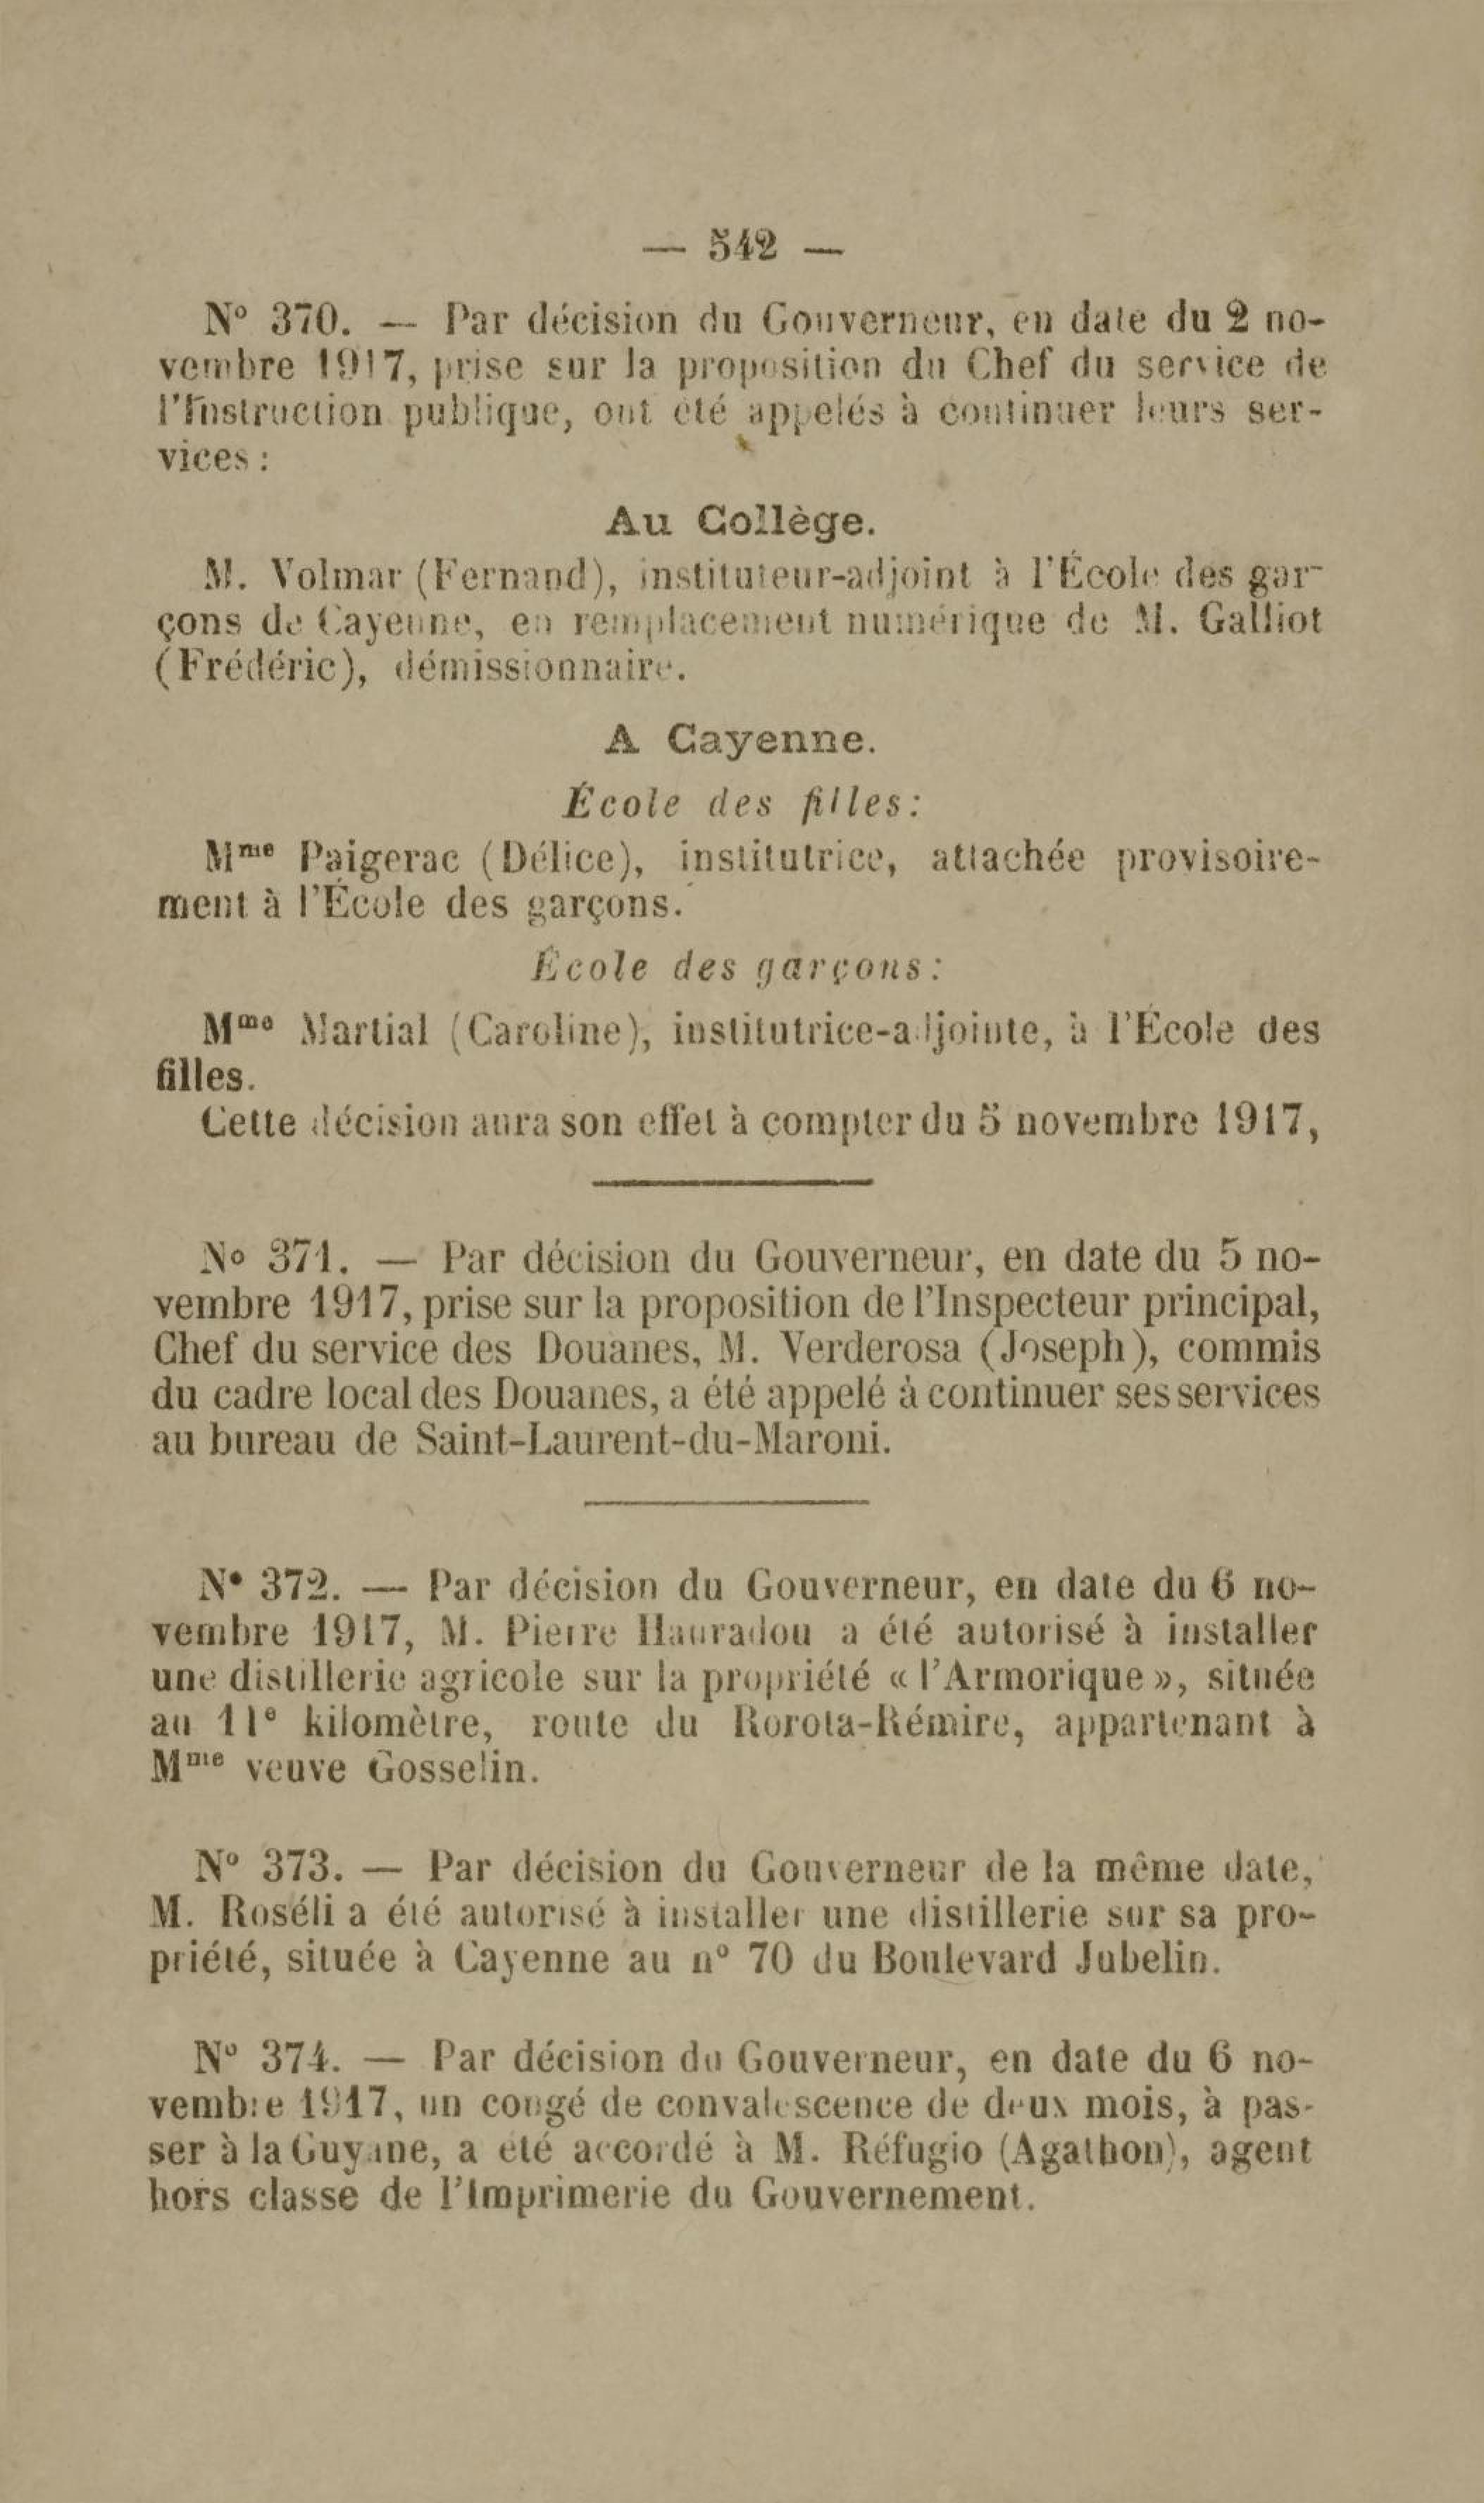 — 542 —
N° 370. — Par décision du Gouverneur, en date du 2 no-
vembre 1917, prise sur la proposition du Chef du service de
l'Instruction publique, ont été appelés à continuer leurs ser-
vices :
Au Collège.
M. Volmar (Fernand), instituteur-adjoint à l'École des gar-
çons de Cayenne, en remplacement numérique de M. Galliot
(Frédéric), démissionnaire.
A Cayenne.
École des filles :
Mme Paigerac (Délice), institutrice, attachée provisoire-
ment à l'École des garçons.
École des garçons :
Mme Martial (Caroline), institutrice-adjointe, à l'École des
filles.
Cette décision aura son effet à compter du 5 novembre 1917,
No 371. — Par décision du Gouverneur, en date du 5 no-
vembre 1917, prise sur la proposition de l'Inspecteur principal,
Chef du service des Douanes, M. Verderosa (Joseph), commis
du cadre local des Douanes, a été appelé à continuer ses services
au bureau de Saint-Laurent-du-Maroni.
N° 372. — Par décision du Gouverneur, en date du 6 no-
vembre 1917, M. Pierre Hauradou a été autorisé à installer
une distillerie agricole sur la propriété « l'Armorique », située
au 11e kilomètre, route du Rorota-Rémire, appartenant à
Mme veuve Gosselin.
N° 373. — Par décision du Gouverneur de la même date,
M. Roséli a été autorisé à installer une distillerie sur sa pro-
priété, située à Cayenne au n° 70 du Boulevard Jubelin.
N° 374. — Par décision du Gouverneur, en date du 6 no-
vembre 1917, un congé de convalescence de deux mois, à pas-
ser à la Guyane, a été accordé à M. Réfugio (Agathon), agent
hors classe de l'Imprimerie du Gouvernement.